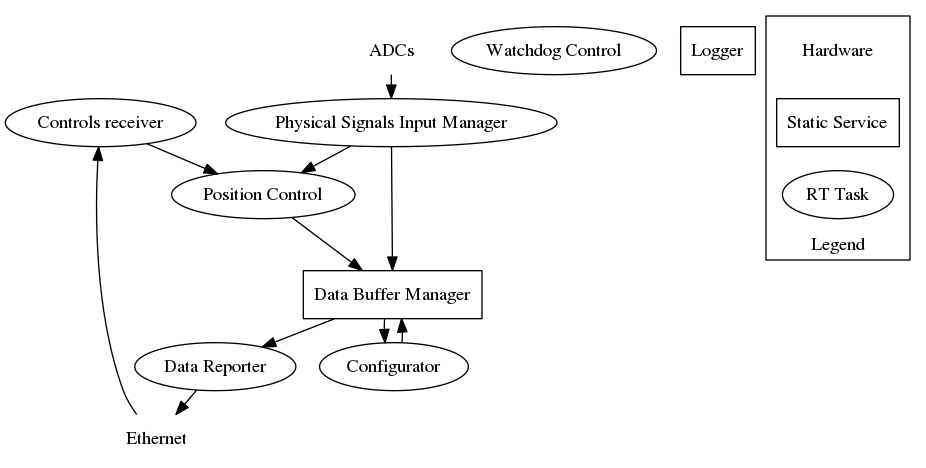 ADCs
Watchdog Control
Logger
Hardware
Controls receiver
Physical Signals Input Manager
Static Service
Position Control
RT Task
Legend
Data Buffer Manager
Data Reporter
Configurator
Ethernet